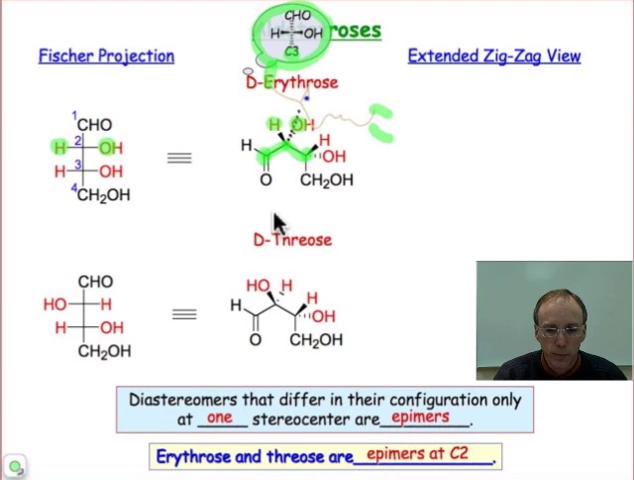 CHO
H OH
C3
roses
Fischer Projection
Extended Zig-Zag View
D-Erythrose
1
CHO
H 2 OH
H 3 OH
4 CH₂OH
≡
H OH
H
H
OH
O
CH₂OH
D-Threose
CHO
HO H
H OH
CH₂OH
≡
HO H
H
H
OH
O
CH₂OH
Diastereomers that differ in their configuration only
at one stereocenter are epimers.
Erythrose and threose are epimers at C2.